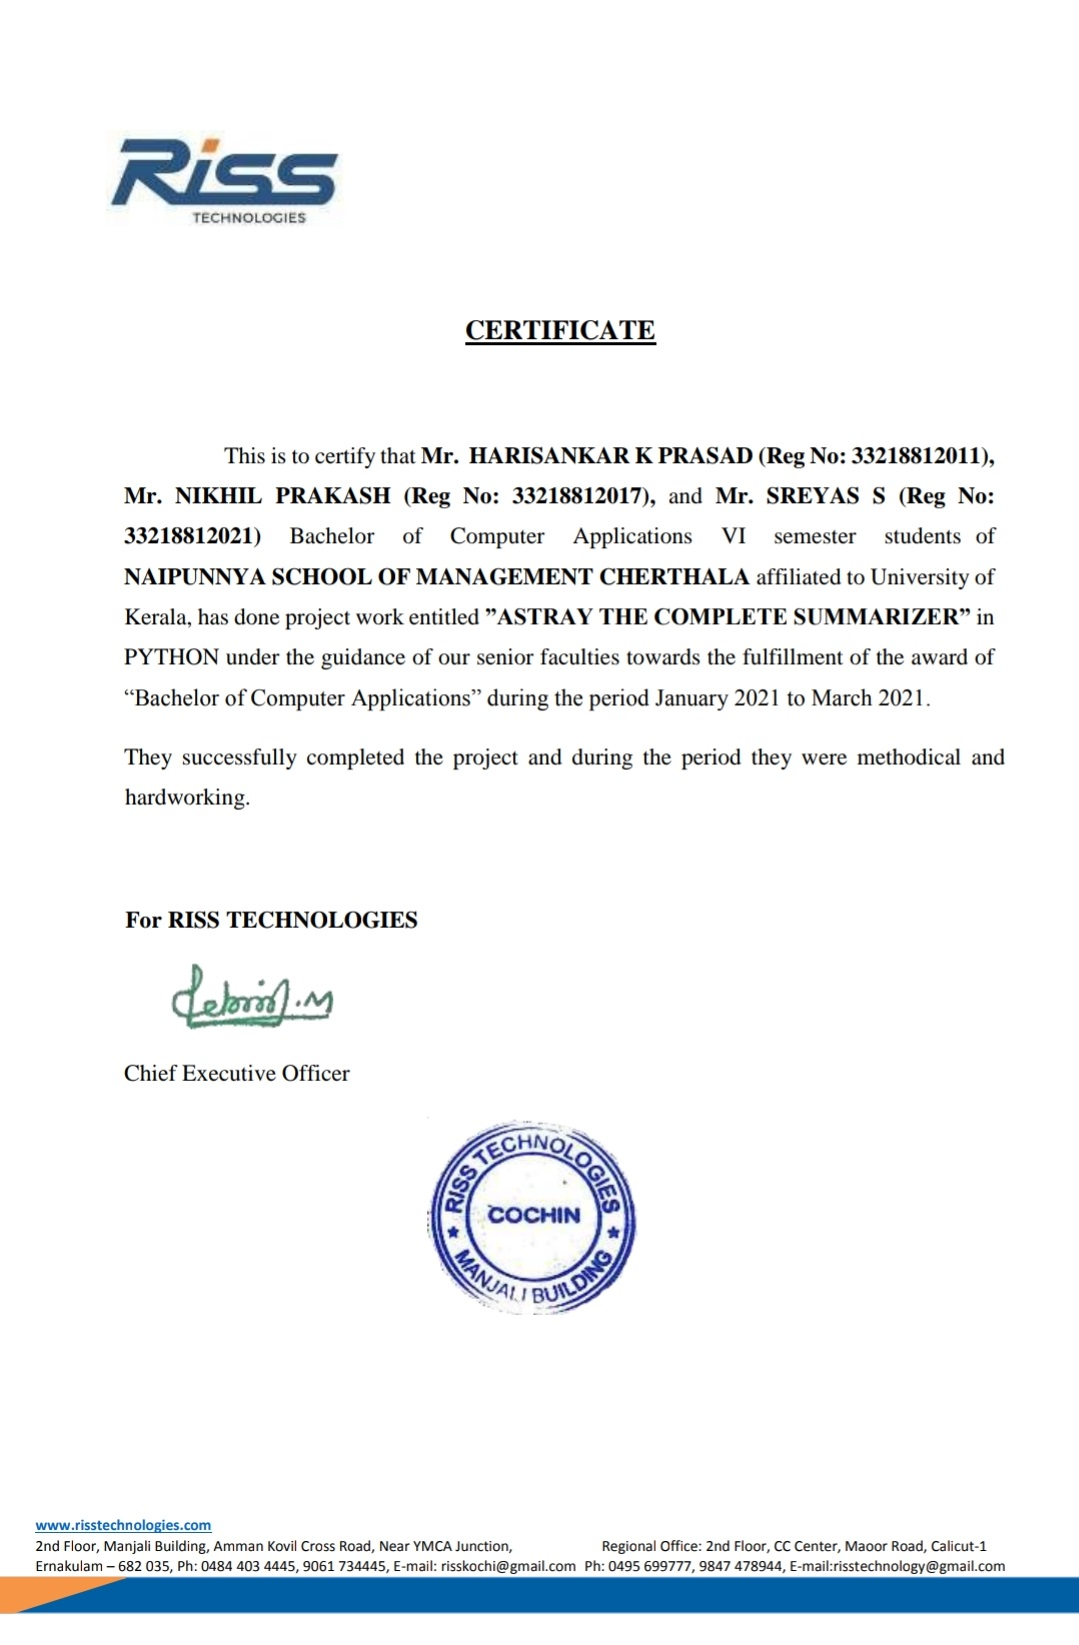 Riss
TECHNOLOGIES
CERTIFICATE
This is to certify that Mr. HARISANKAR K PRASAD (Reg No: 33218812011),
Mr. NIKHIL PRAKASH (Reg No: 33218812017), and Mr. SREYAS S (Reg No:
33218812021) Bachelor of Computer Applications VI semester students of
NAIPUNNYA SCHOOL OF MANAGEMENT CHERTHALA affiliated to University of
Kerala, has done project work entitled ”ASTRAY THE COMPLETE SUMMARIZER” in
PYTHON under the guidance of our senior faculties towards the fulfillment of the award of
“Bachelor of Computer Applications” during the period January 2021 to March 2021.
They successfully completed the project and during the period they were methodical and
hardworking.
For RISS TECHNOLOGIES
Chief Executive Officer
RISS TECHNOLOGIES
COCHIN
MANJALI BUILDING
www.risstechnologies.com
2nd Floor, Manjali Building, Amman Kovil Cross Road, Near YMCA Junction, Regional Office: 2nd Floor, CC Center, Maoor Road, Calicut-1
Ernakulam – 682 035, Ph: 0484 403 4445, 9061 734445, E-mail: risskochi@gmail.com Ph: 0495 699777, 9847 478944, E-mail:risstechnology@gmail.com